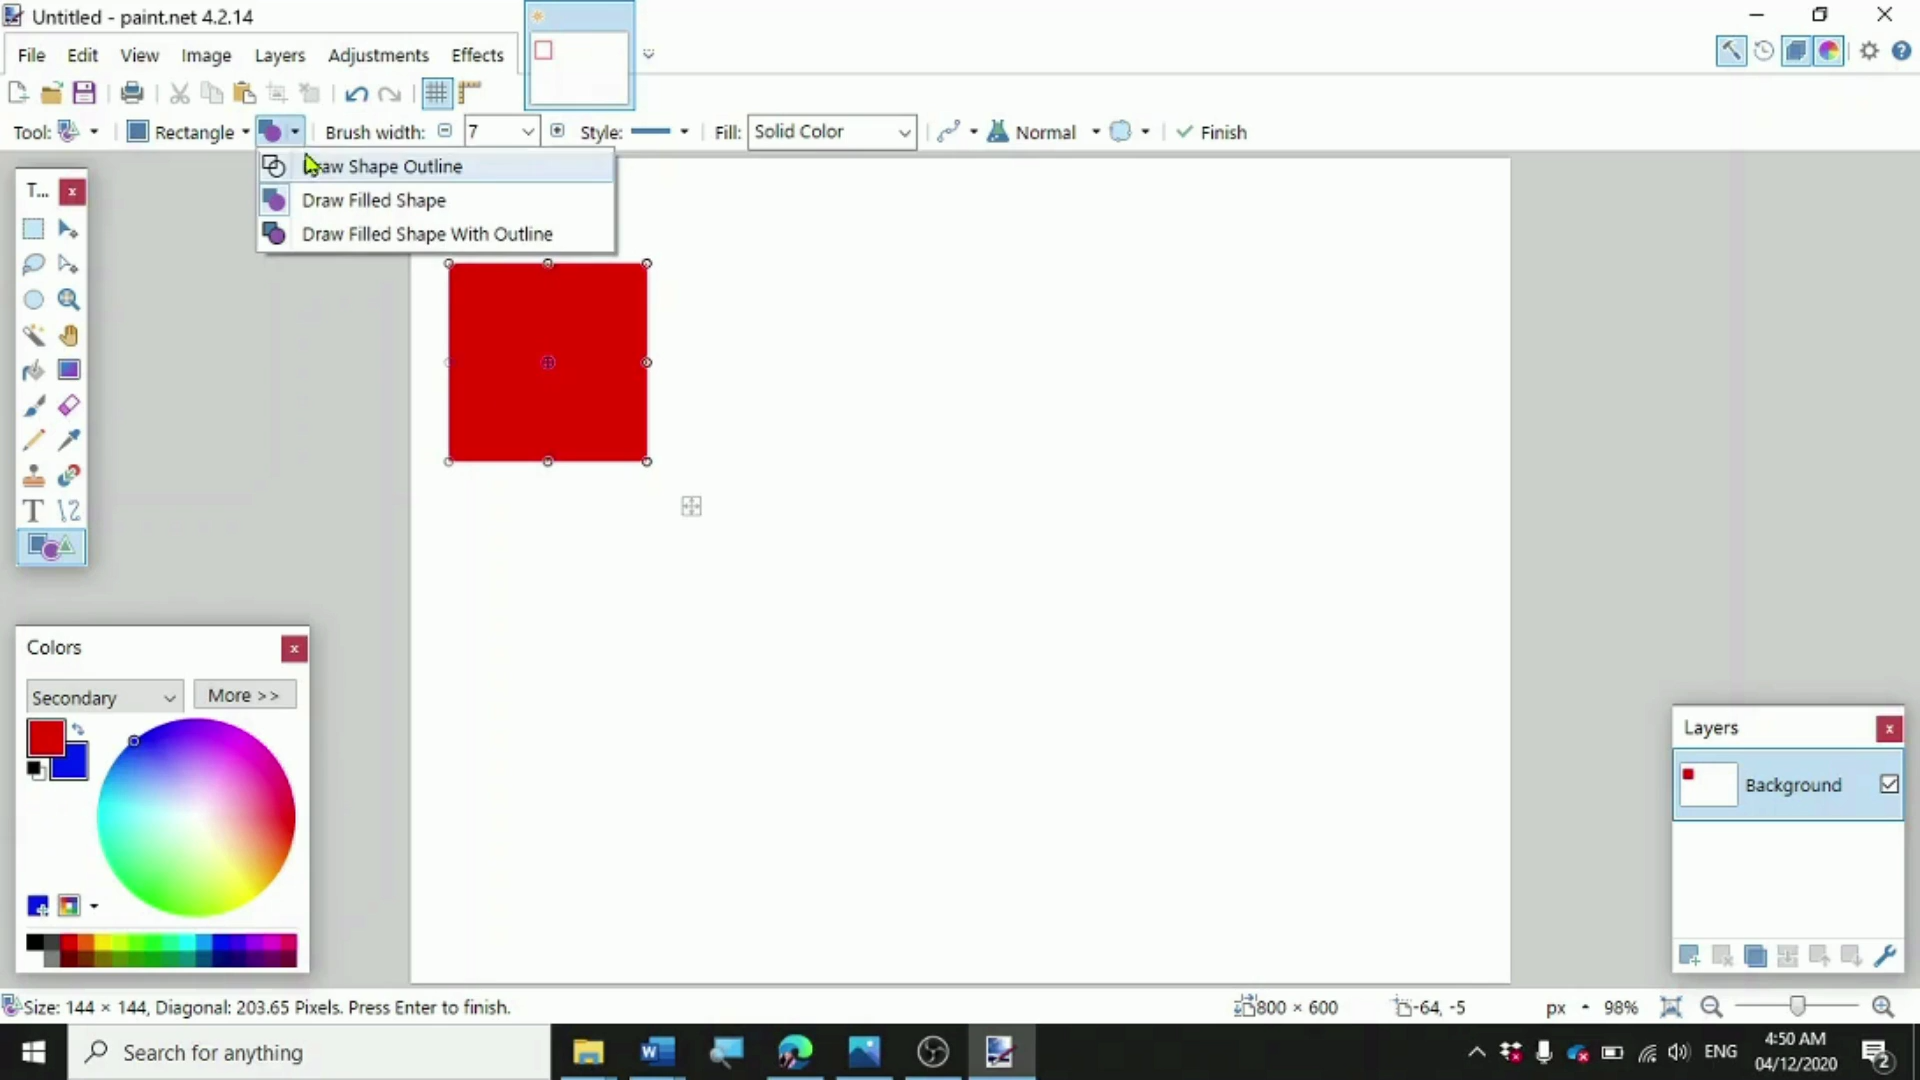 Untitled - paint.net 4.2.14
File Edit View Image Layers Adjustments Effects
Tool: Rectangle Brush width: 7 Style: Fill: Solid Color Normal Finish
Draw Shape Outline
Draw Filled Shape
Draw Filled Shape With Outline
T...
Colors
Secondary More >>
Layers
Background
Size: 144 × 144, Diagonal: 203.65 Pixels. Press Enter to finish. 800 × 600 -64, -5 px 98%
Search for anything
ENG
4:50 AM
04/12/2020
2